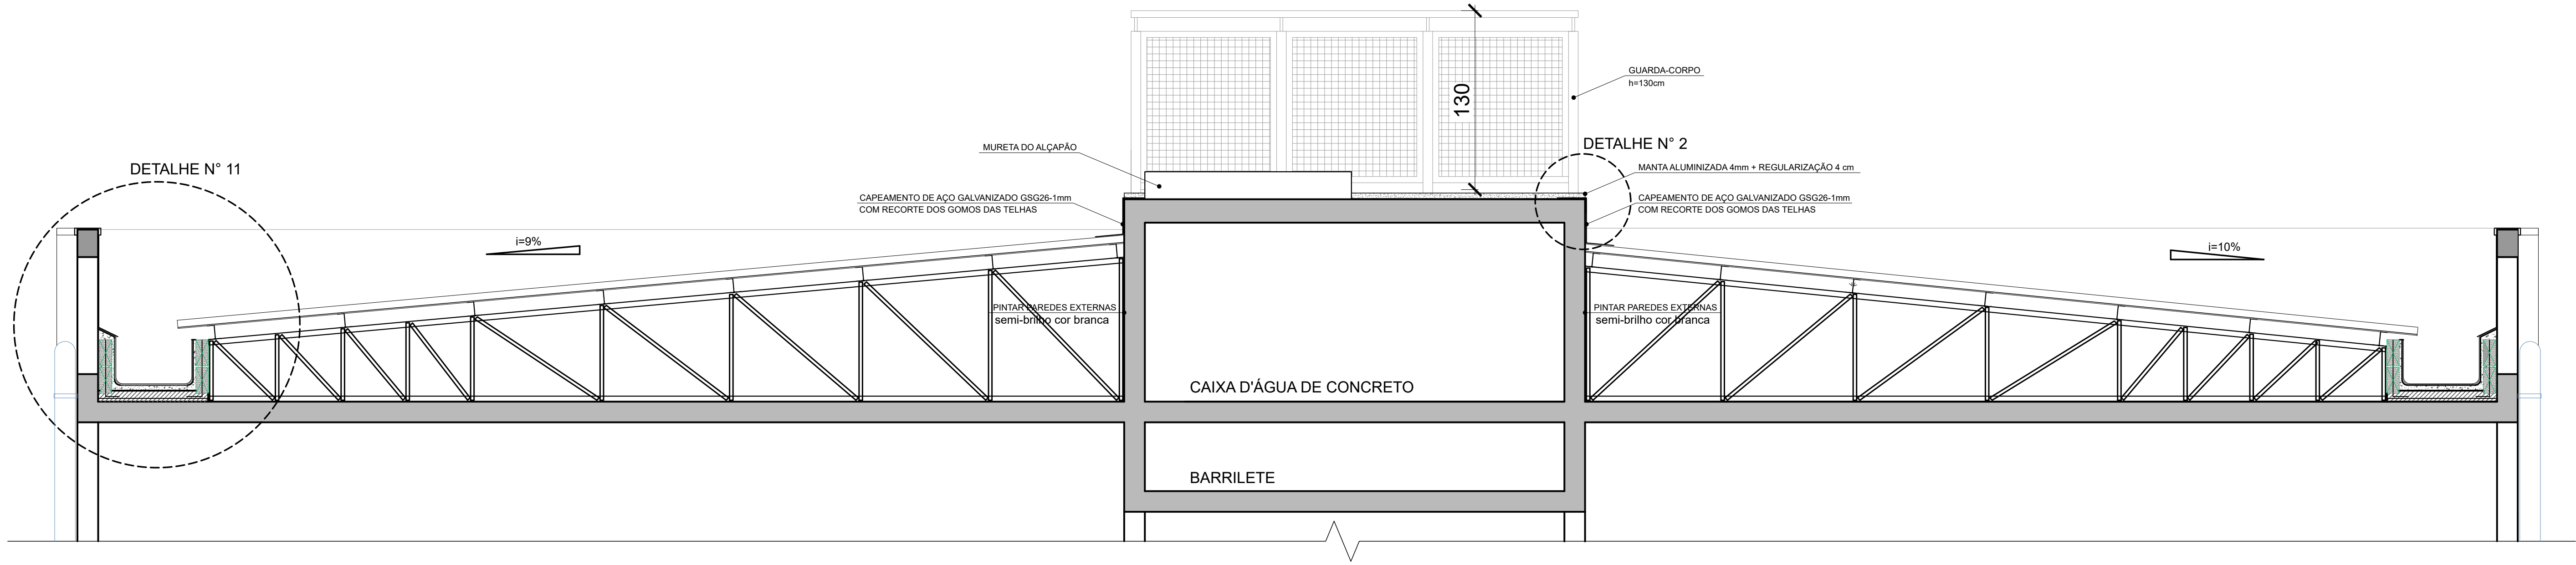 130
GUARDA-CORPO
h=130cm
MURETA DO ALÇAPÃO
DETALHE N° 2
DETALHE N° 11
MANTA ALUMINIZADA 4mm + REGULARIZAÇÃO 4 cm
CAPEAMENTO DE AÇO GALVANIZADO GSG26-1mm
COM RECORTE DOS GOMOS DAS TELHAS
CAPEAMENTO DE AÇO GALVANIZADO GSG26-1mm
COM RECORTE DOS GOMOS DAS TELHAS
i=9%
i=10%
PINTAR PAREDES EXTERNAS
semi-brilho cor branca
PINTAR PAREDES EXTERNAS
semi-brilho cor branca
CAIXA D'ÁGUA DE CONCRETO
BARRILETE